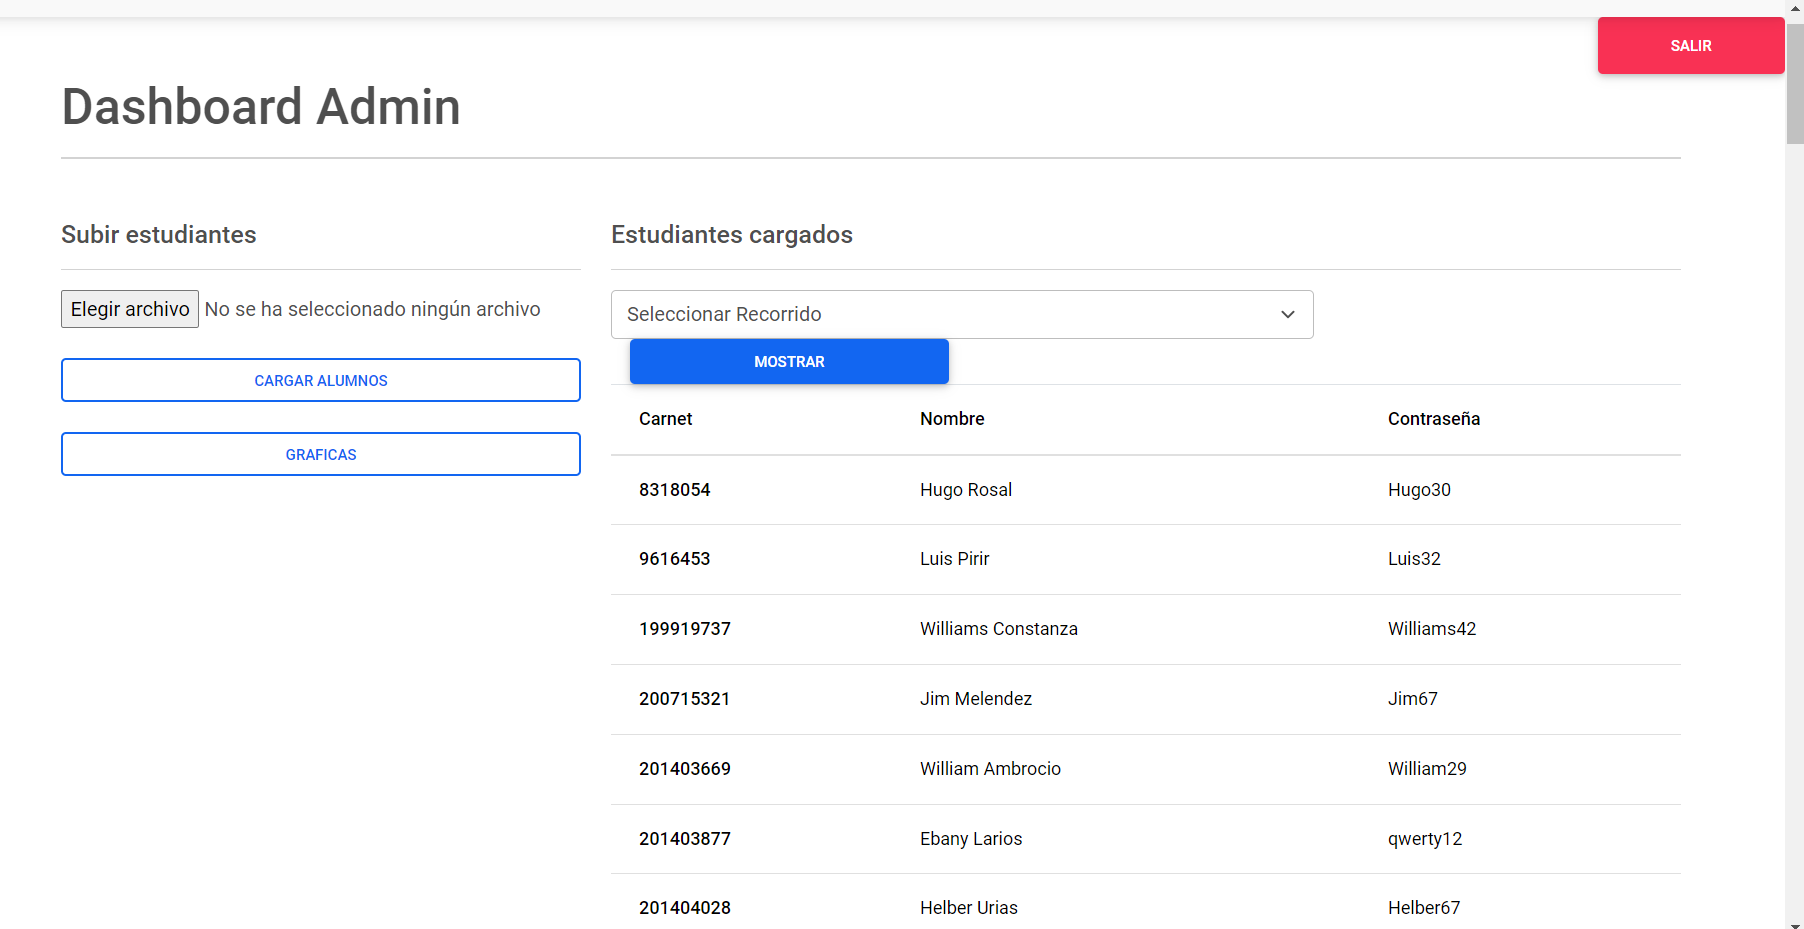 SALIR
Dashboard Admin
Subir estudiantes
Elegir archivo No se ha seleccionado ningún archivo
CARGAR ALUMNOS
GRAFICAS
Estudiantes cargados
Seleccionar Recorrido
MOSTRAR
Carnet Nombre Contraseña
8318054 Hugo Rosal Hugo30
9616453 Luis Pirir Luis32
199919737 Williams Constanza Williams42
200715321 Jim Melendez Jim67
201403669 William Ambrocio William29
201403877 Ebany Larios qwerty12
201404028 Helber Urias Helber67